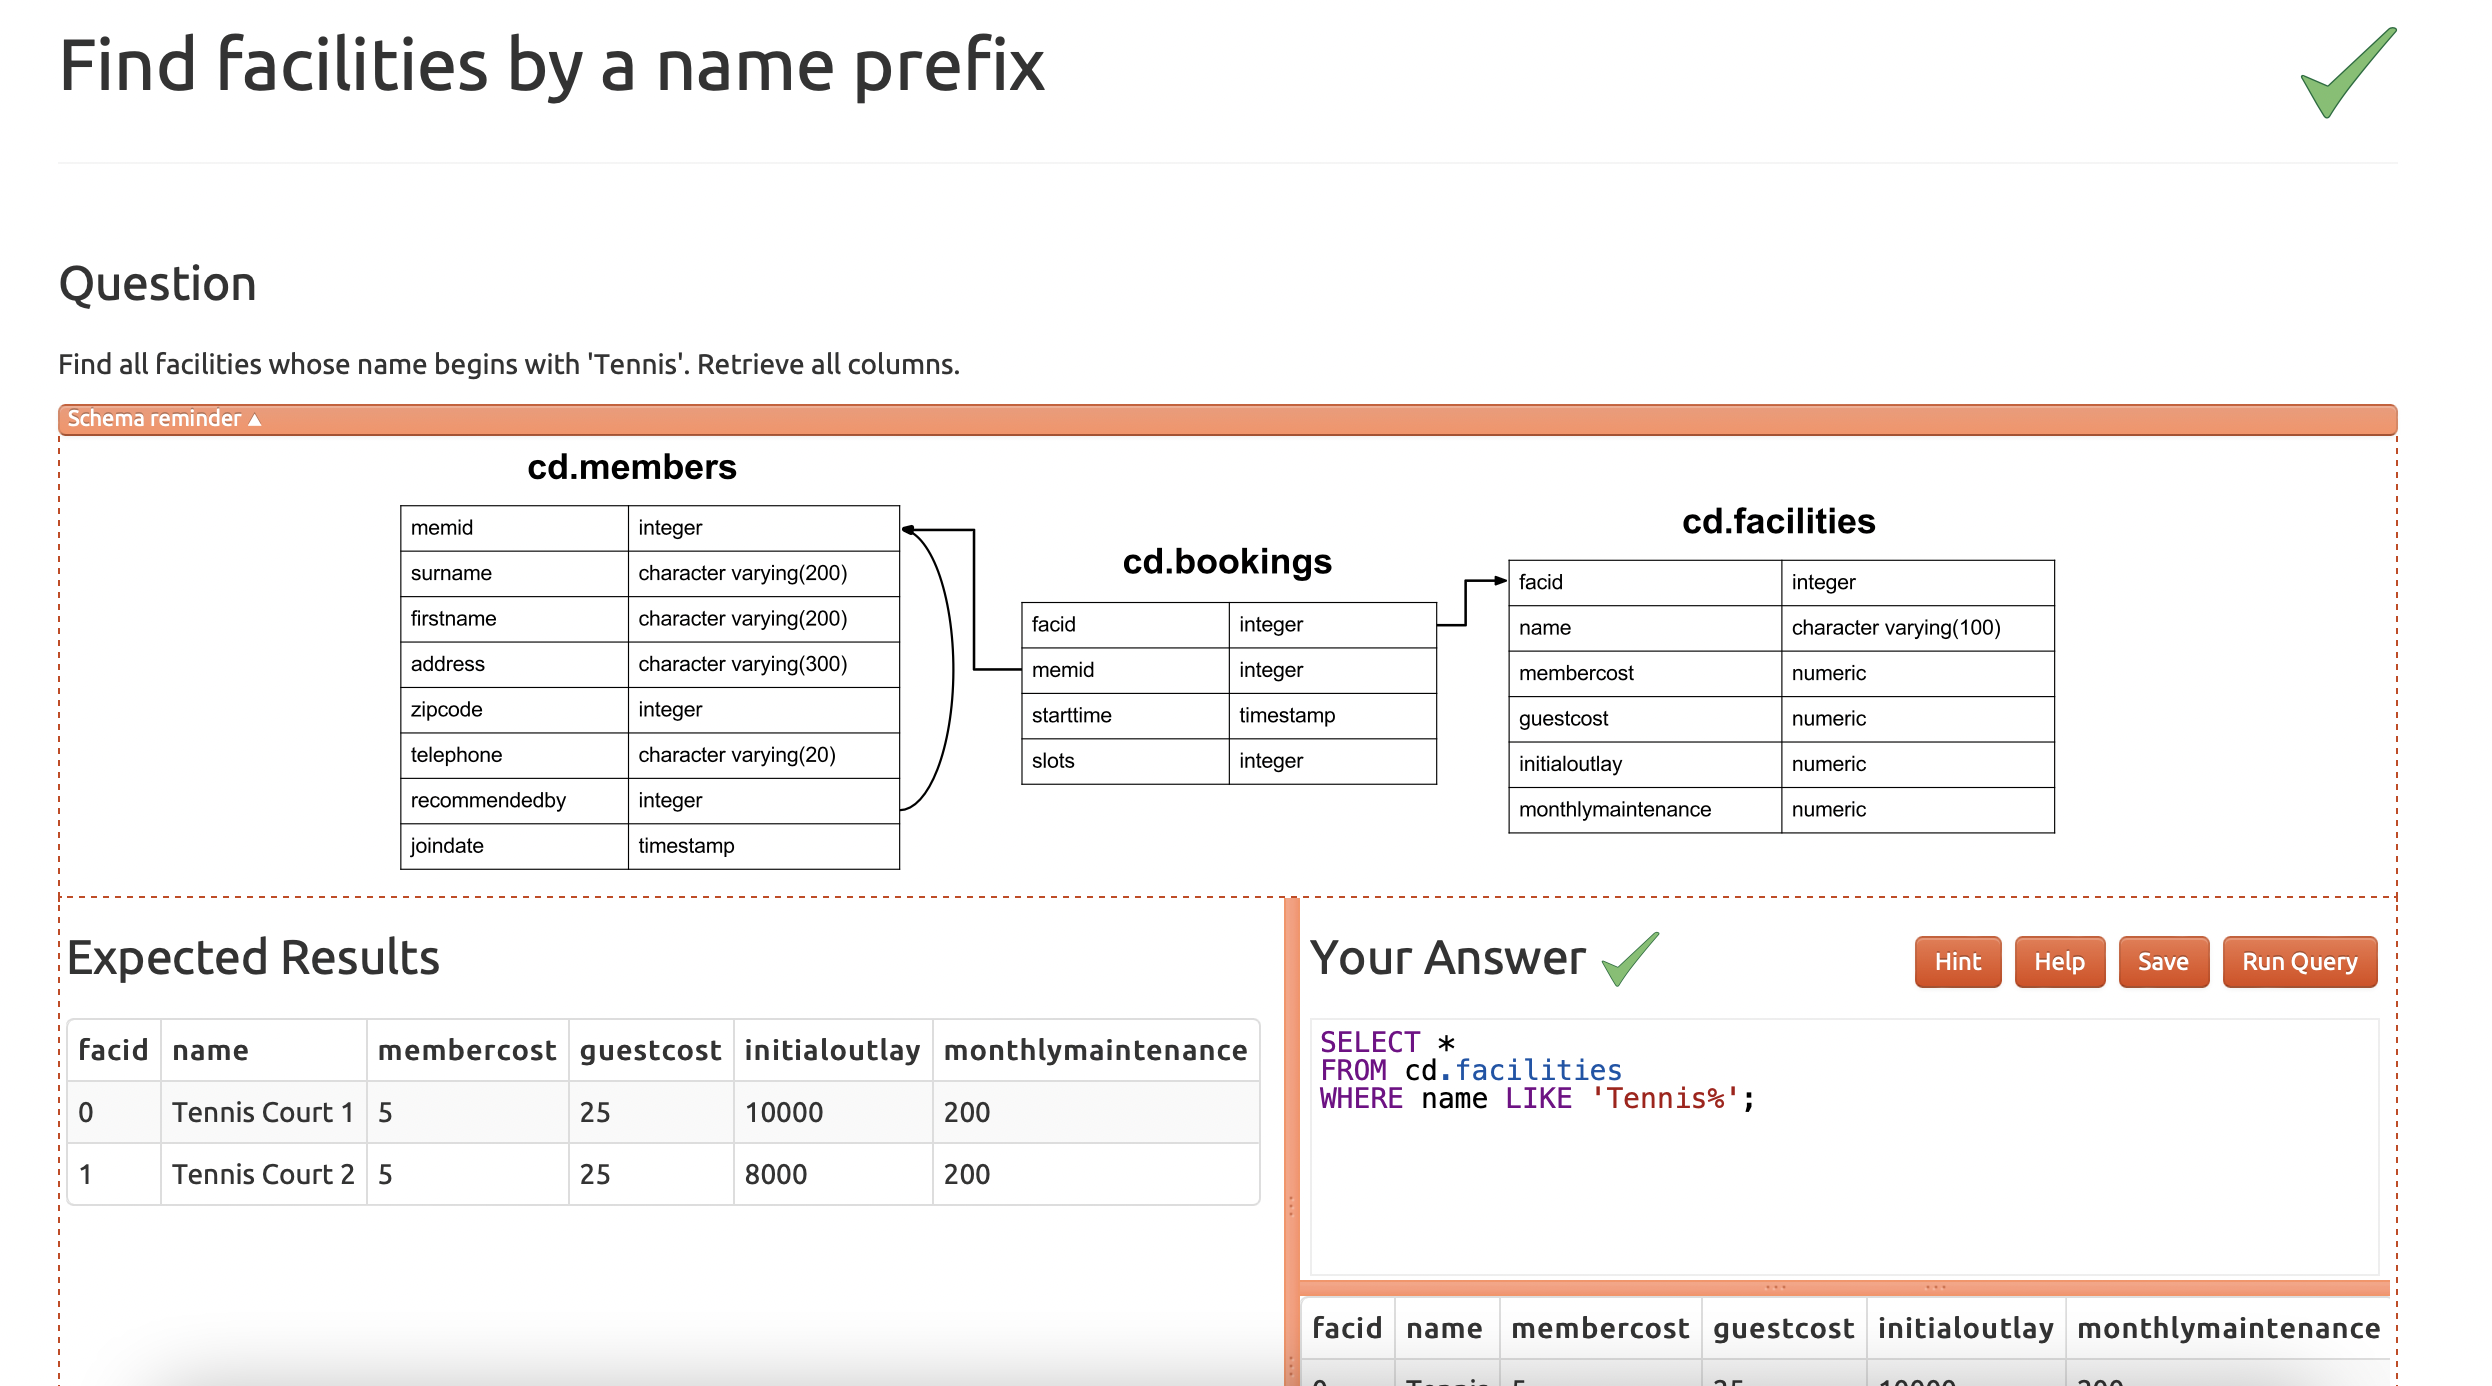 Find facilities by a name prefix
Question
Find all facilities whose name begins with 'Tennis'. Retrieve all columns.
Schema reminder ▲
cd.members
memid integer
surname character varying(200)
firstname character varying(200)
address character varying(300)
zipcode integer
telephone character varying(20)
recommendedby integer
joindate timestamp
cd.bookings
facid integer
memid integer
starttime timestamp
slots integer
cd.facilities
facid integer
name character varying(100)
membercost numeric
guestcost numeric
initialoutlay numeric
monthlymaintenance numeric
Expected Results
facid name membercost guestcost initialoutlay monthlymaintenance
0 Tennis Court 1 5 25 10000 200
1 Tennis Court 2 5 25 8000 200
Your Answer
Hint Help Save Run Query
SELECT *
FROM cd.facilities
WHERE name LIKE 'Tennis%';
facid name membercost guestcost initialoutlay monthlymaintenance
0 Tennis 5 25 10000 200